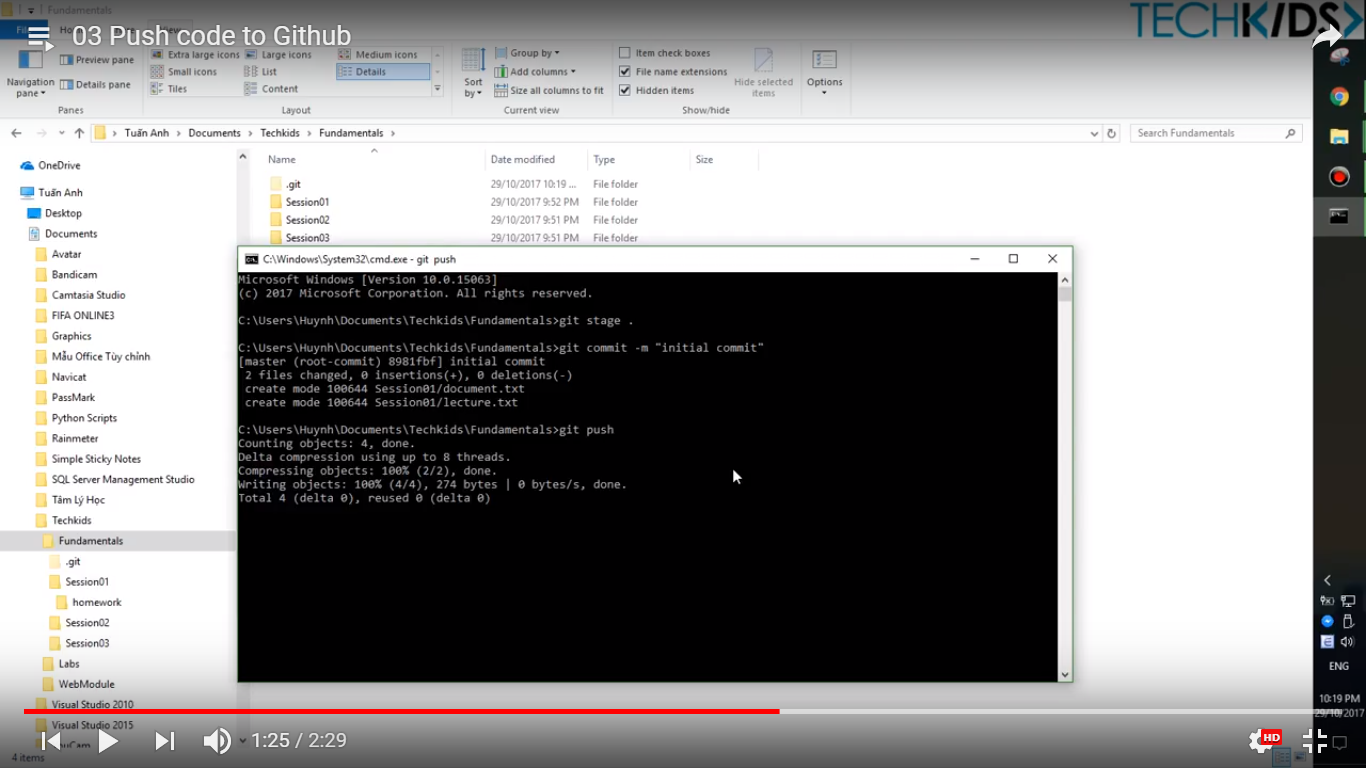 Fundamentals
TECHKIDS
03 Push code to Github
Preview pane
Extra large icons
Large icons
Medium icons
Group by
Item check boxes
Small icons
List
Details
Add columns
File name extensions
Navigation pane
Details pane
Tiles
Content
Sort by
Size all columns to fit
Hidden items
Hide selected items
Options
Panes
Layout
Current view
Show/hide
Tuấn Anh > Documents > Techkids > Fundamentals >
Search Fundamentals
Name Date modified Type Size
.git 29/10/2017 10:19 ... File folder
Session01 29/10/2017 9:52 PM File folder
Session02 29/10/2017 9:51 PM File folder
Session03 29/10/2017 9:51 PM File folder
OneDrive
Tuấn Anh
Desktop
Documents
Avatar
Bandicam
Camtasia Studio
FIFA ONLINE3
Graphics
Mẫu Office Tùy chỉnh
Navicat
PassMark
Python Scripts
Rainmeter
Simple Sticky Notes
SQL Server Management Studio
Tâm Lý Học
Techkids
Fundamentals
.git
Session01
homework
Session02
Session03
Labs
WebModule
Visual Studio 2010
Visual Studio 2015
4 items
C:\Windows\System32\cmd.exe - git push
Microsoft Windows [Version 10.0.15063]
(c) 2017 Microsoft Corporation. All rights reserved.
C:\Users\Huynh\Documents\Techkids\Fundamentals>git stage .
C:\Users\Huynh\Documents\Techkids\Fundamentals>git commit -m "initial commit"
[master (root-commit) 8981fbf] initial commit
2 files changed, 0 insertions(+), 0 deletions(-)
create mode 100644 Session01/document.txt
create mode 100644 Session01/lecture.txt
C:\Users\Huynh\Documents\Techkids\Fundamentals>git push
Counting objects: 4, done.
Delta compression using up to 8 threads.
Compressing objects: 100% (2/2), done.
Writing objects: 100% (4/4), 274 bytes | 0 bytes/s, done.
Total 4 (delta 0), reused 0 (delta 0)
ENG
10:19 PM
29/10/2017
1:25 / 2:29
HD